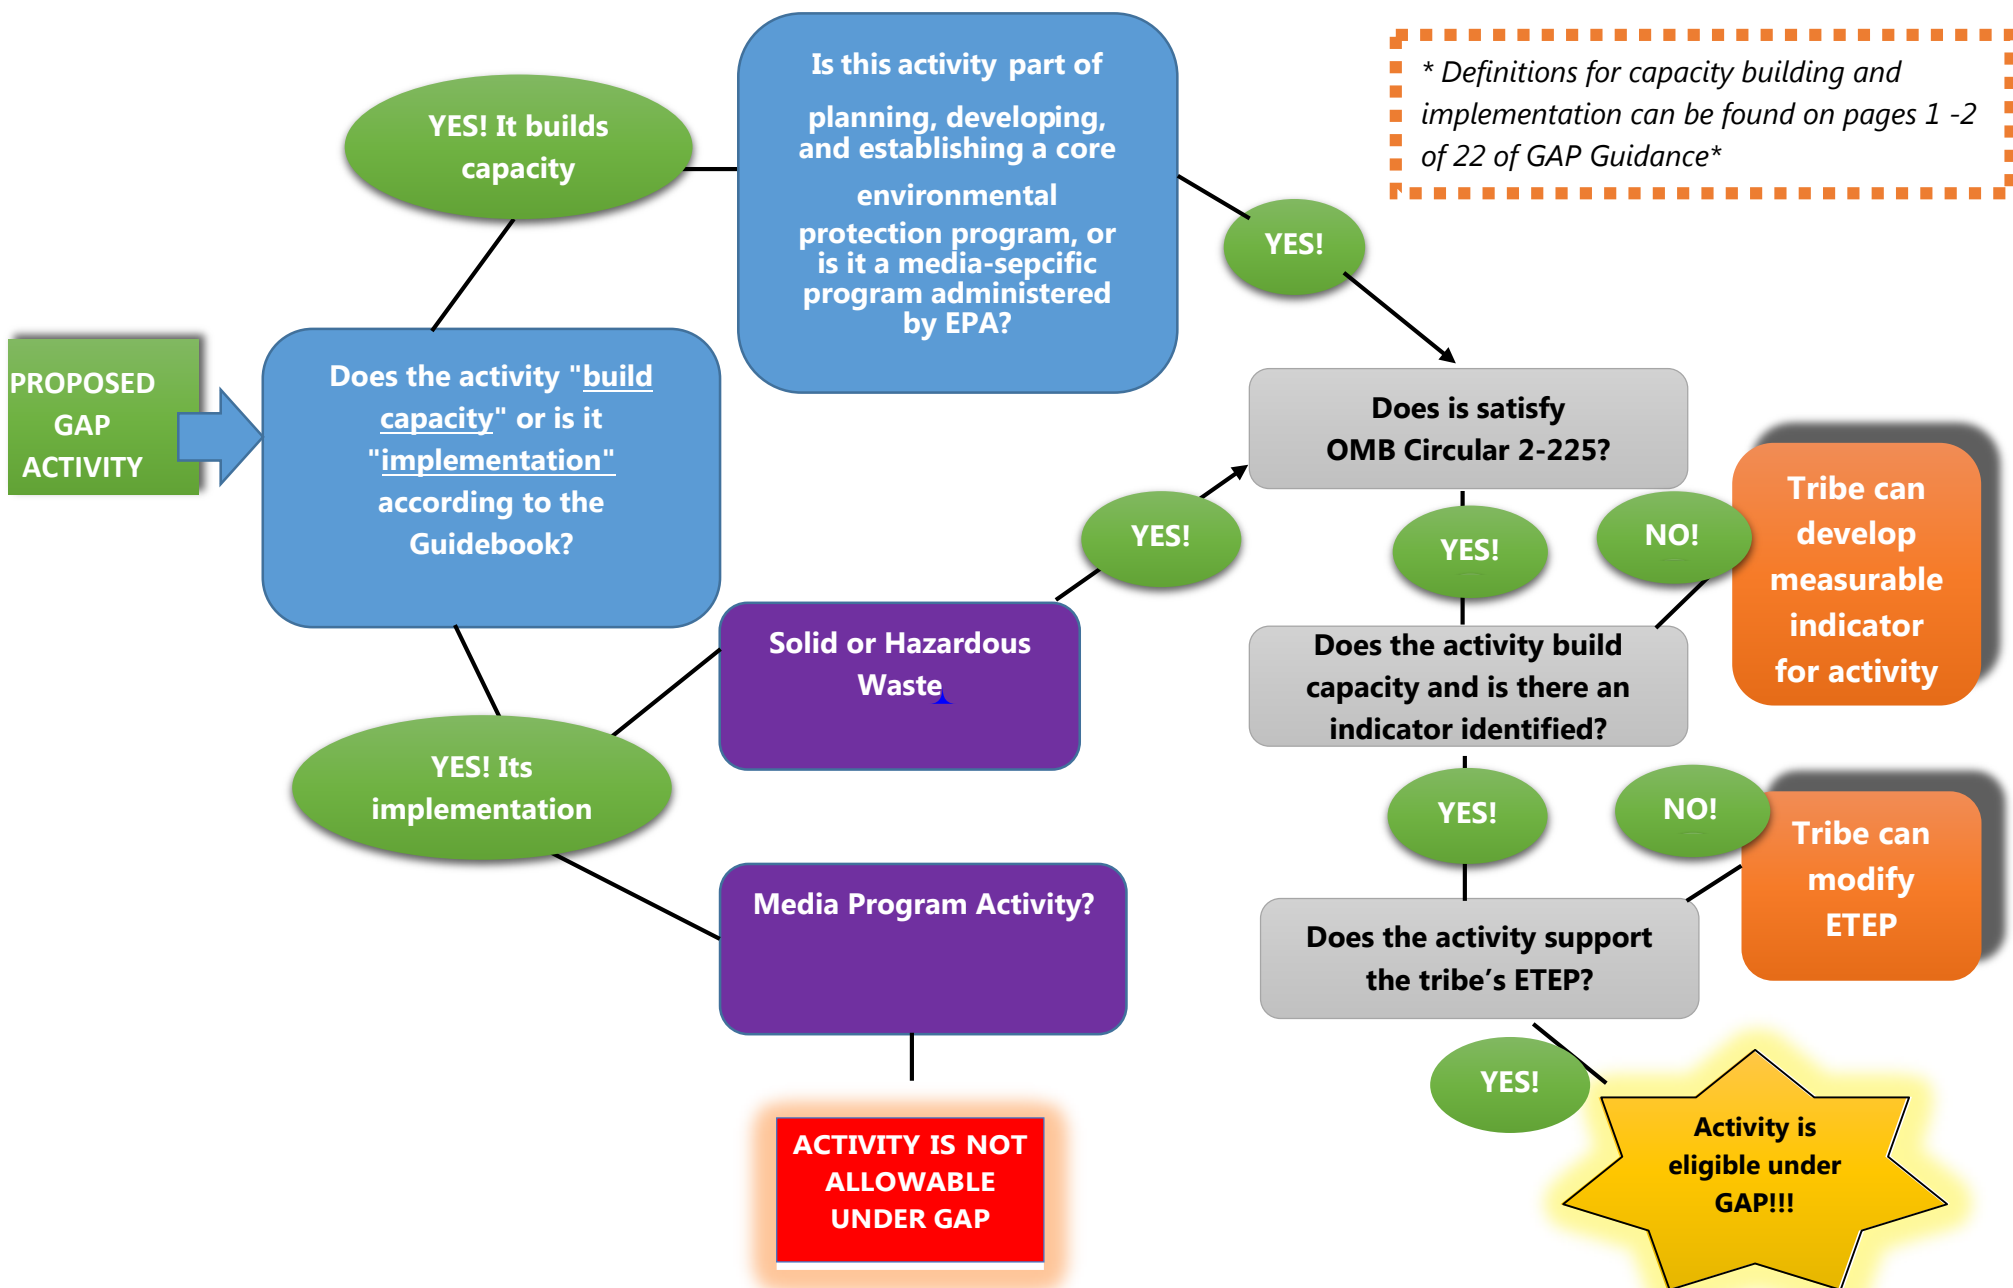 PROPOSED
GAP
ACTIVITY
Does the activity "build
capacity" or is it
"implementation"
according to the
Guidebook?
YES! It builds
capacity
Is this activity part of
planning, developing,
and establishing a core
environmental
protection program, or
is it a media-sepcific
program administered
by EPA?
YES!
* Definitions for capacity building and
implementation can be found on pages 1 -2
of 22 of GAP Guidance*
YES! Its
implementation
Solid or Hazardous
Waste
YES!
Media Program Activity?
ACTIVITY IS NOT
ALLOWABLE
UNDER GAP
Does is satisfy
OMB Circular 2-225?
YES!
NO!
Tribe can
develop
measurable
indicator
for activity
Does the activity build
capacity and is there an
indicator identified?
YES!
NO!
Tribe can
modify
ETEP
Does the activity support
the tribe’s ETEP?
YES!
Activity is
eligible under
GAP!!!